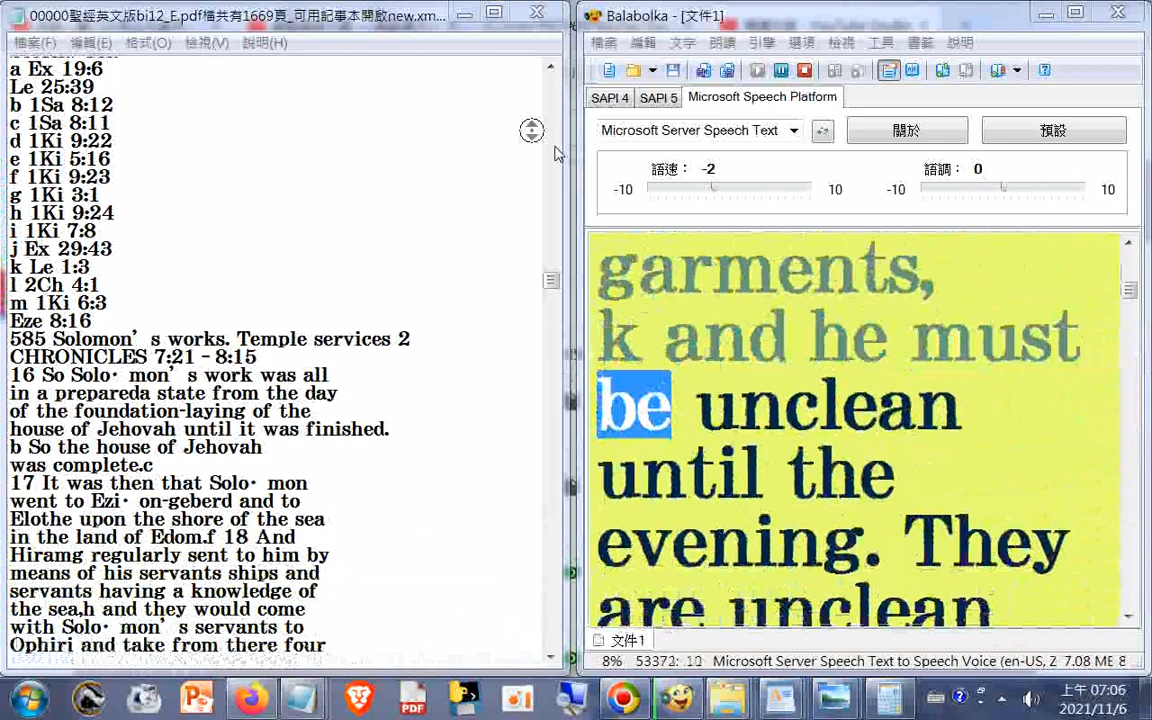 00000聖經英文版bi12_E.pdf檔共有1669頁_可用記事本開啟new.xm...
檔案(F) 編輯(E) 格式(O) 檢視(V) 說明(H)
a Ex 19:6
Le 25:39
b 1Sa 8:12
c 1Sa 8:11
d 1Ki 9:22
e 1Ki 5:16
f 1Ki 9:23
g 1Ki 3:1
h 1Ki 9:24
i 1Ki 7:8
j Ex 29:43
k Le 1:3
l 2Ch 4:1
m 1Ki 6:3
Eze 8:16
585 Solomon’s works. Temple services 2
CHRONICLES 7:21–8:15
16 So Solo·mon’s work was all
in a prepareda state from the day
of the foundation-laying of the
house of Jehovah until it was finished.
b So the house of Jehovah
was complete.c
17 It was then that Solo·mon
went to Ezi·on-geberd and to
Elothe upon the shore of the sea
in the land of Edom.f 18 And
Hiramg regularly sent to him by
means of his servants ships and
servants having a knowledge of
the sea,h and they would come
with Solo·mon’s servants to
Ophiri and take from there four
Balabolka - [文件1]
檔案 編輯 文字 朗讀 引擎 選項 檢視 工具 書籤 說明
SAPI 4 SAPI 5 Microsoft Speech Platform
Microsoft Server Speech Text 關於 預設
語速： -2 語調： 0
-10 10 -10 10
garments,
k and he must
be unclean
until the
evening. They
are unclean
文件1
8% 53372: 10 Microsoft Server Speech Text to Speech Voice (en-US, Z 7.08 ME 8
上午 07:06
2021/11/6